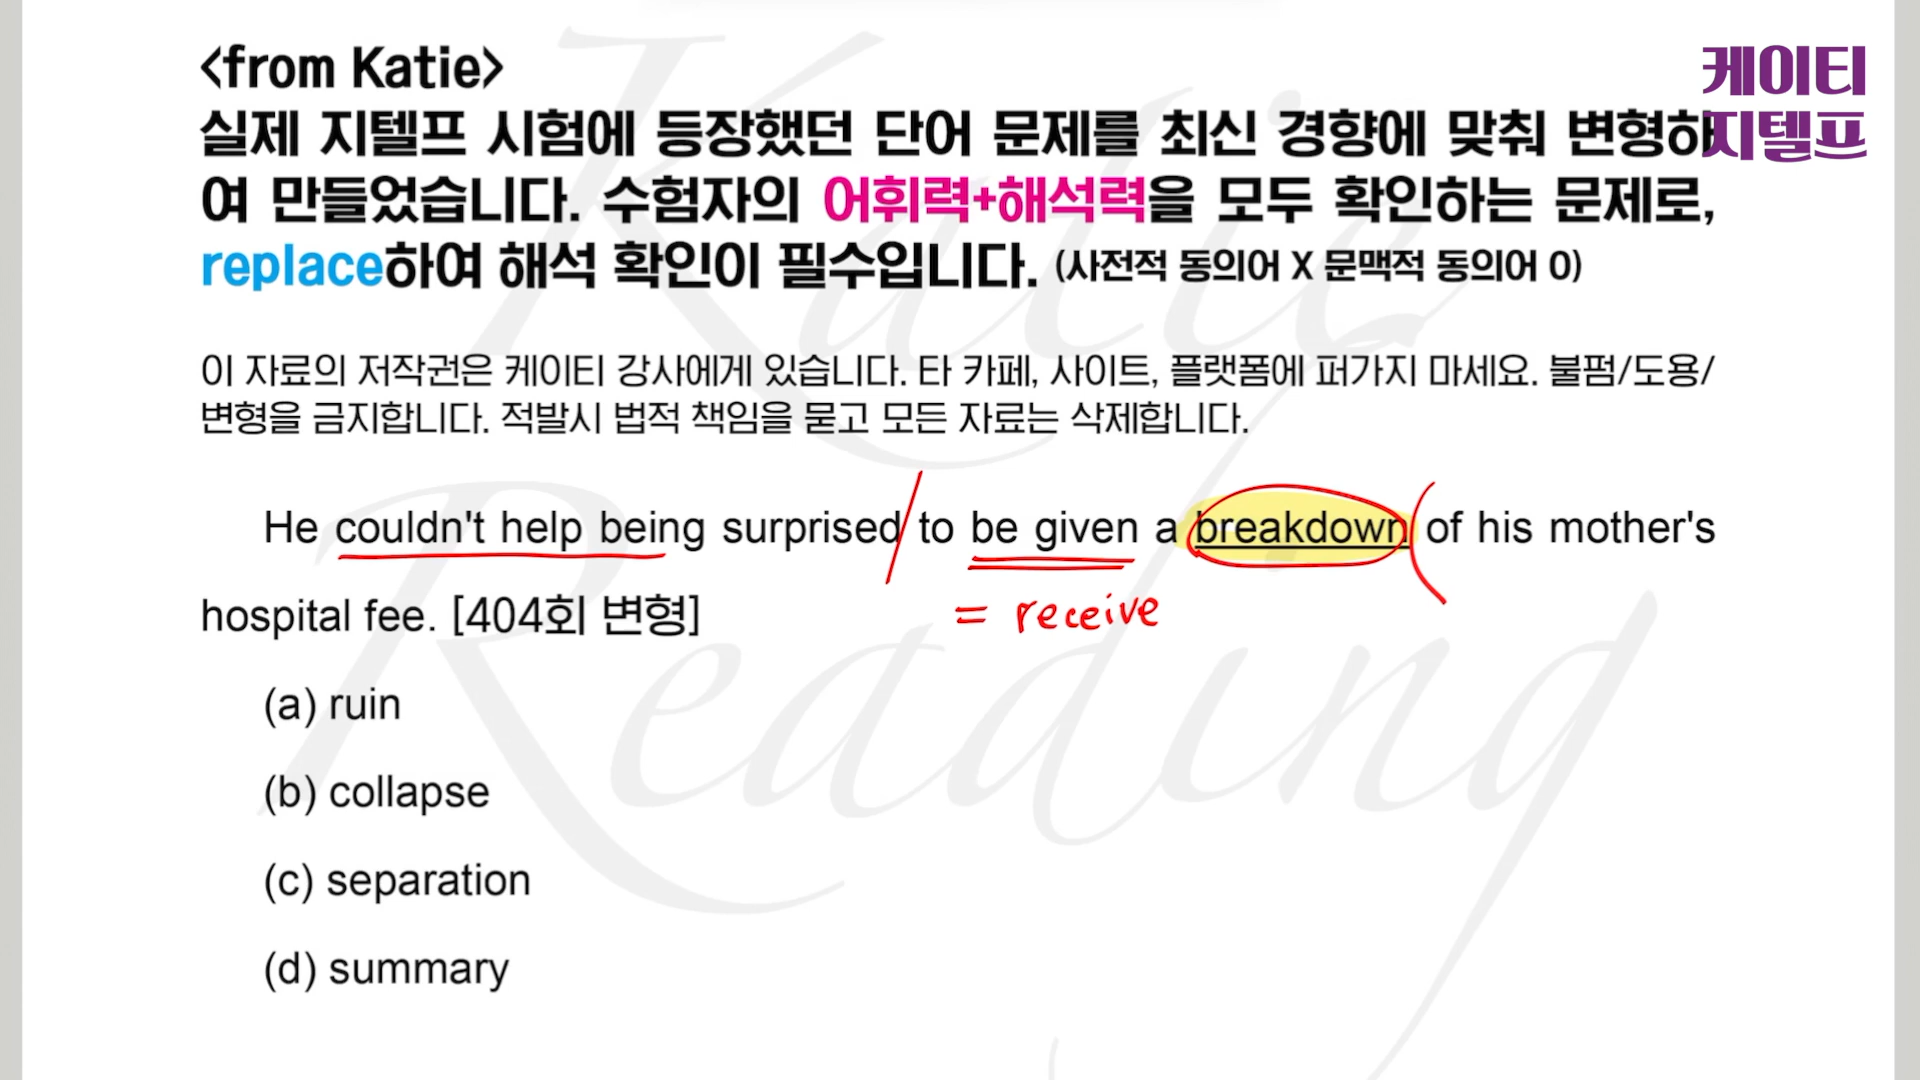 <from Katie>
케이티
지텔프
실제 지텔프 시험에 등장했던 단어 문제를 최신 경향에 맞춰 변형하
여 만들었습니다. 수험자의 어휘력+해석력을 모두 확인하는 문제로,
replace하여 해석 확인이 필수입니다. (사전적 동의어 X 문맥적 동의어 O)
이 자료의 저작권은 케이티 강사에게 있습니다. 타 카페, 사이트, 플랫폼에 퍼가지 마세요. 불펌/도용/
변형을 금지합니다. 적발시 법적 책임을 묻고 모든 자료는 삭제합니다.
He couldn't help being surprised to be given a breakdown of his mother's
hospital fee. [404회 변형]
= receive
(a) ruin
(b) collapse
(c) separation
(d) summary
Katie
Reading